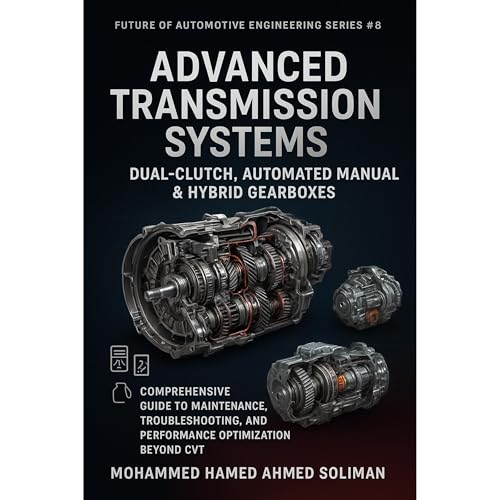 FUTURE OF AUTOMOTIVE ENGINEERING SERIES #8
ADVANCED
TRANSMISSION
SYSTEMS
DUAL-CLUTCH, AUTOMATED MANUAL
& HYBRID GEARBOXES
COMPREHENSIVE
GUIDE TO MAINTENANCE,
TROUBLESHOOTING, AND
PERFORMANCE OPTIMIZATION
BEYOND CVT
MOHAMMED HAMED AHMED SOLIMAN